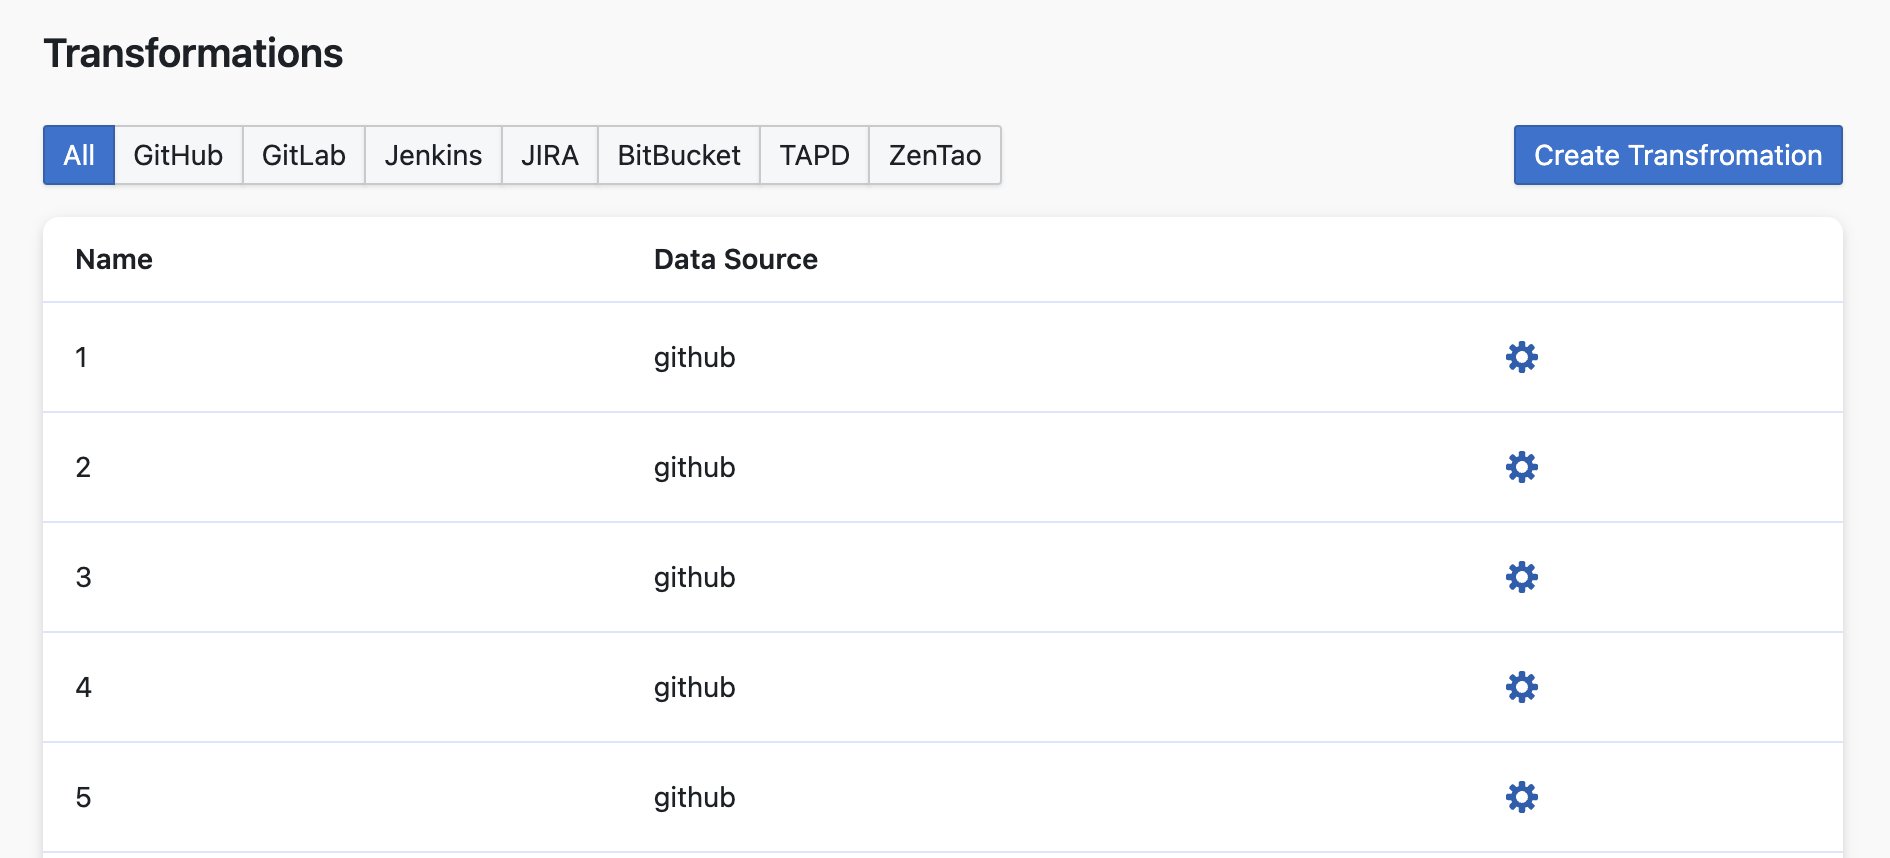 Transformations
All GitHub GitLab Jenkins JIRA BitBucket TAPD ZenTao Create Transfromation
Name Data Source
1 github
2 github
3 github
4 github
5 github